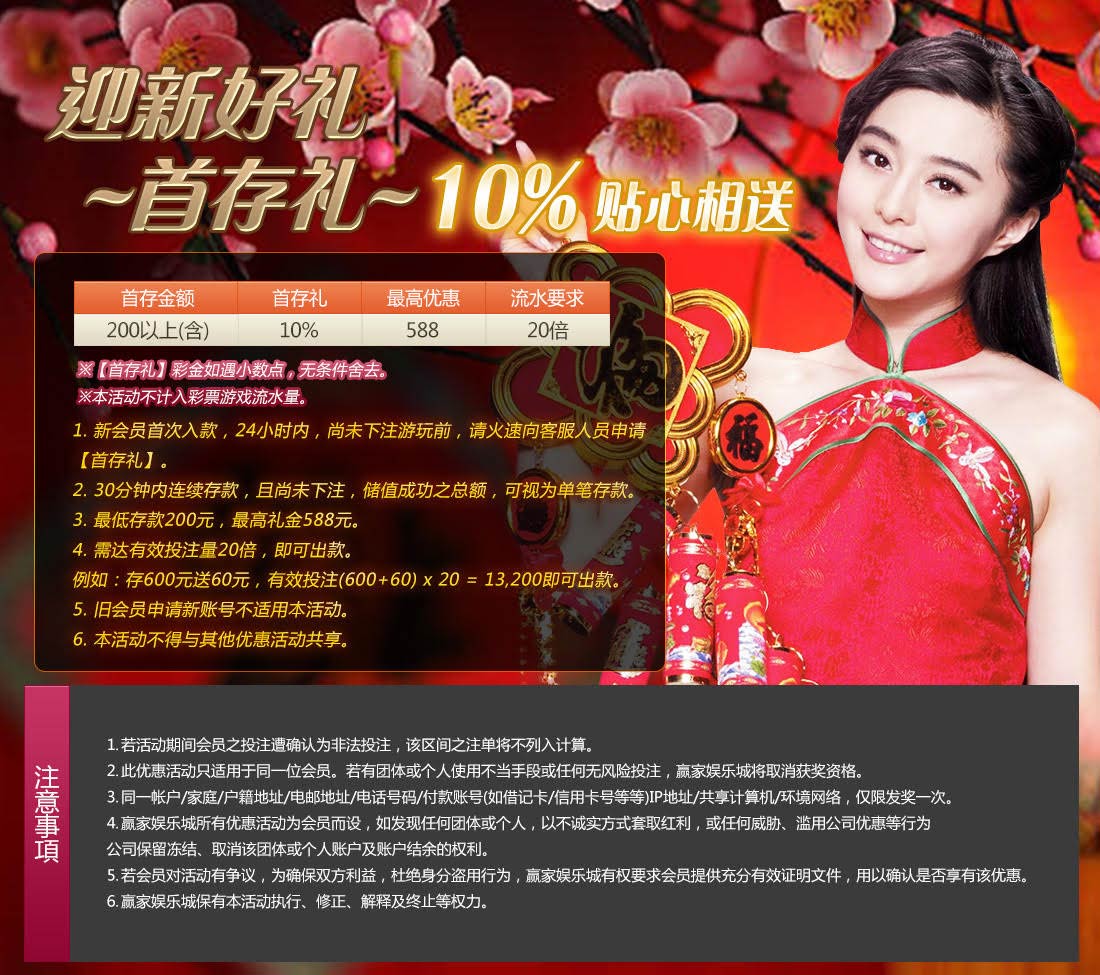 迎新好礼
~首存礼~ 10% 贴心相送
首存金额 首存礼 最高优惠 流水要求
200以上(含) 10% 588 20倍
※【首存礼】彩金如遇小数点，无条件舍去。
※本活动不计入彩票游戏流水量。
1. 新会员首次入款，24小时内，尚未下注游玩前，请火速向客服人员申请
【首存礼】。
2. 30分钟内连续存款，且尚未下注，储值成功之总额，可视为单笔存款。
3. 最低存款200元，最高礼金588元。
4. 需达有效投注量20倍，即可出款。
例如：存600元送60元，有效投注(600+60) x 20 = 13,200即可出款。
5. 旧会员申请新账号不适用本活动。
6. 本活动不得与其他优惠活动共享。
福
福
注意事項
1. 若活动期间会员之投注遭确认为非法投注，该区间之注单将不列入计算。
2. 此优惠活动只适用于同一位会员。若有团体或个人使用不当手段或任何无风险投注，赢家娱乐城将取消获奖资格。
3. 同一帐户/家庭/户籍地址/电邮地址/电话号码/付款账号(如借记卡/信用卡号等等)IP地址/共享计算机/环境网络，仅限发奖一次。
4. 赢家娱乐城所有优惠活动为会员而设，如发现任何团体或个人，以不诚实方式套取红利，或任何威胁、滥用公司优惠等行为
公司保留冻结、取消该团体或个人账户及账户结余的权利。
5. 若会员对活动有争议，为确保双方利益，杜绝身分盗用行为，赢家娱乐城有权要求会员提供充分有效证明文件，用以确认是否享有该优惠。
6. 赢家娱乐城保有本活动执行、修正、解释及终止等权力。